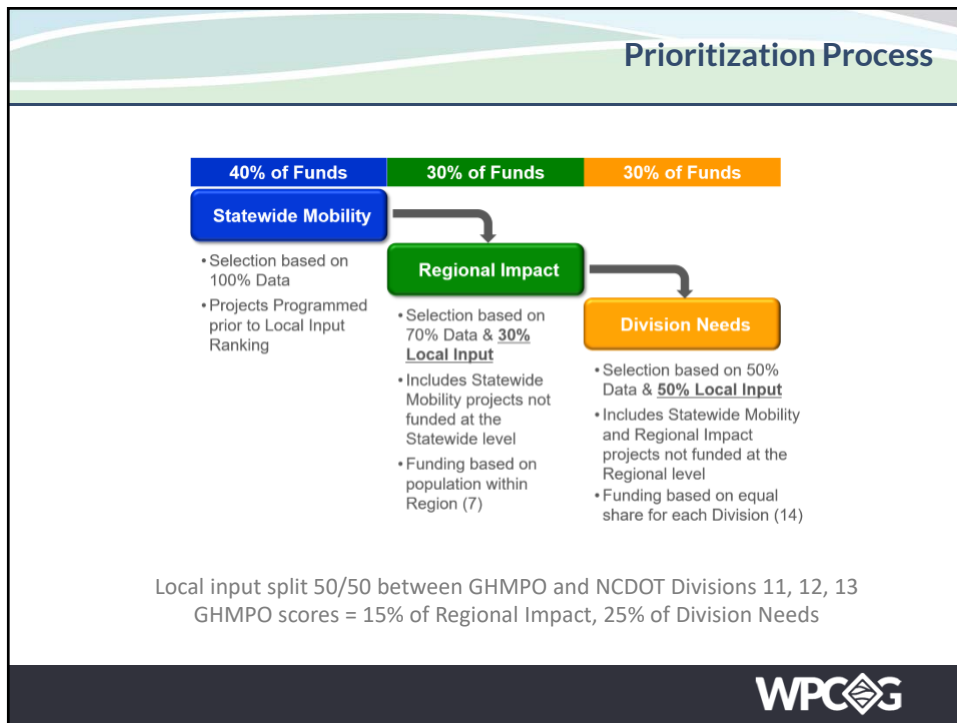 Prioritization Process
40% of Funds
30% of Funds
30% of Funds
Statewide Mobility
• Selection based on
100% Data
• Projects Programmed
prior to Local Input
Ranking
Regional Impact
• Selection based on
70% Data & 30%
Local Input
• Includes Statewide
Mobility projects not
funded at the
Statewide level
• Funding based on
population within
Region (7)
Division Needs
• Selection based on 50%
Data & 50% Local Input
• Includes Statewide Mobility
and Regional Impact
projects not funded at the
Regional level
• Funding based on equal
share for each Division (14)
Local input split 50/50 between GHMPO and NCDOT Divisions 11, 12, 13
GHMPO scores = 15% of Regional Impact, 25% of Division Needs
WPCOG